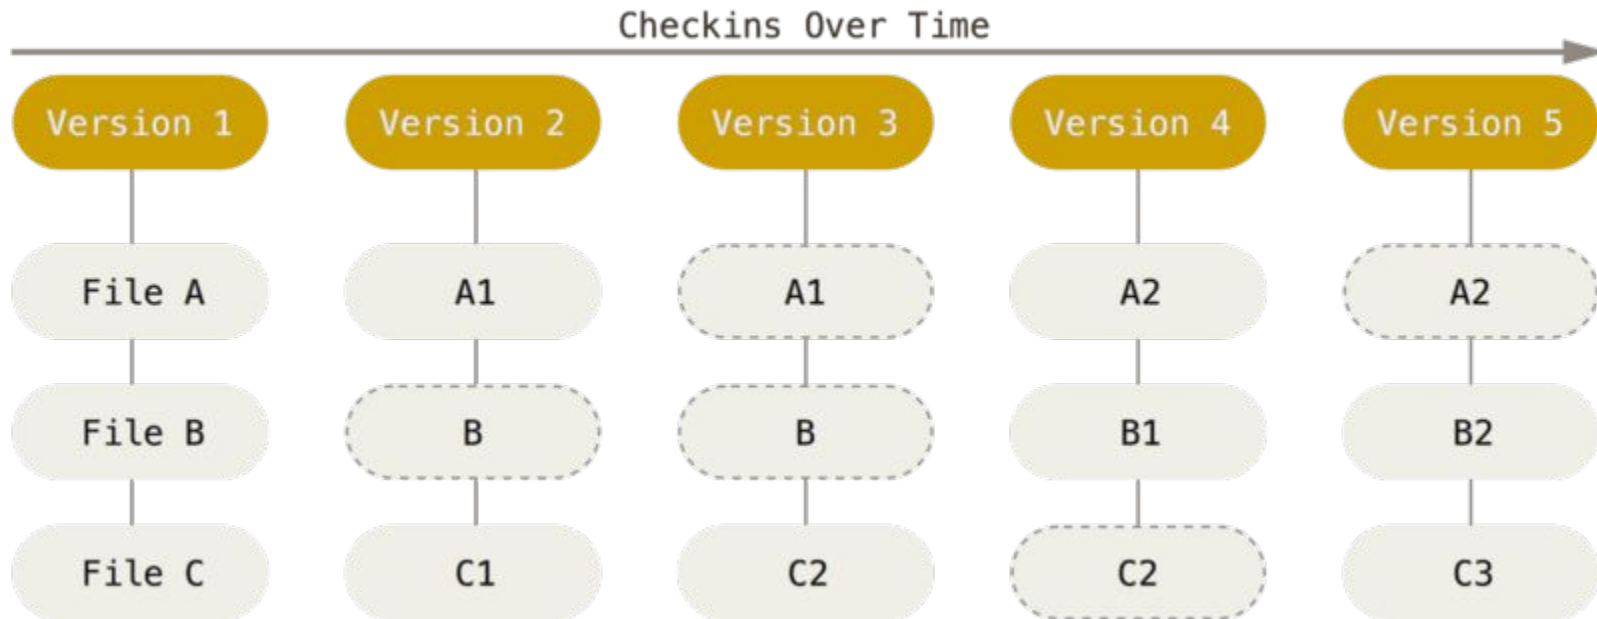 Checkins Over Time
Version 1 Version 2 Version 3 Version 4 Version 5
File A A1 A1 A2 A2
File B B B B1 B2
File C C1 C2 C2 C3